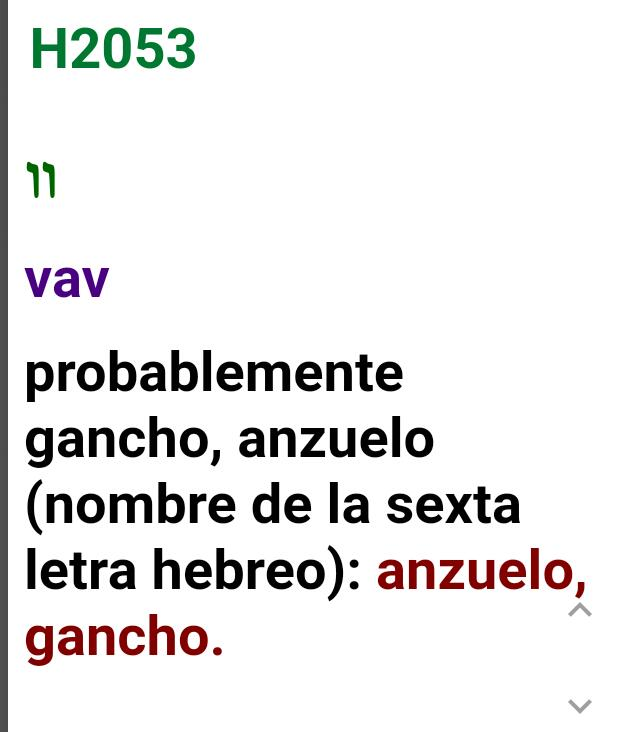 H2053
וו
vav
probablemente
gancho, anzuelo
(nombre de la sexta
letra hebreo): anzuelo,
gancho.